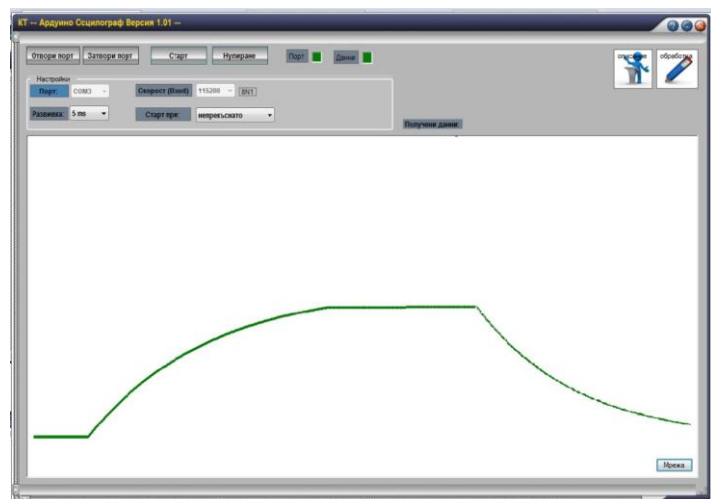 КТ -- Ардуино Осцилограф Версия 1.01 --
Отвори порт Затвори порт Старт Нулиране Порт Данни
описание обработка
Настройки
Порт: COM3 Скорост (Baud) 115200 8N1
Развивка: 5 ms Старт при: непрекъснато
Получени данни:
Мрежа